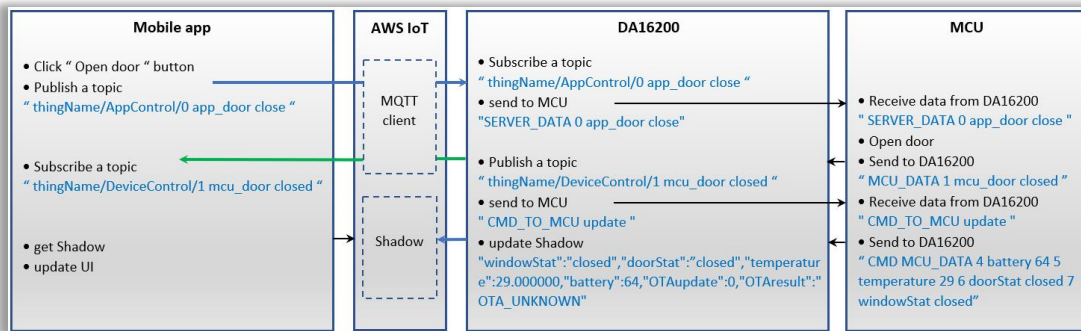 Mobile app
• Click “ Open door “ button
• Publish a topic
“ thingName/AppControl/0 app_door close “
• Subscribe a topic
“ thingName/DeviceControl/1 mcu_door closed “
• get Shadow
• update UI
AWS IoT
MQTT
client
Shadow
DA16200
• Subscribe a topic
“ thingName/AppControl/0 app_door close “
• send to MCU
"SERVER_DATA 0 app_door close"
• Publish a topic
“ thingName/DeviceControl/1 mcu_door closed “
• send to MCU
" CMD_TO_MCU update "
• update Shadow
"windowStat":"closed","doorStat":"closed","temperatur
e":29.000000,"battery":64,"OTAupdate":0,"OTAresult":"
OTA_UNKNOWN"
MCU
• Receive data from DA16200
" SERVER_DATA 0 app_door close "
• Open door
• Send to DA16200
“ MCU_DATA 1 mcu_door closed ”
• Receive data from DA16200
" CMD_TO_MCU update "
• Send to DA16200
“ CMD MCU_DATA 4 battery 64 5
temperature 29 6 doorStat closed 7
windowStat closed”